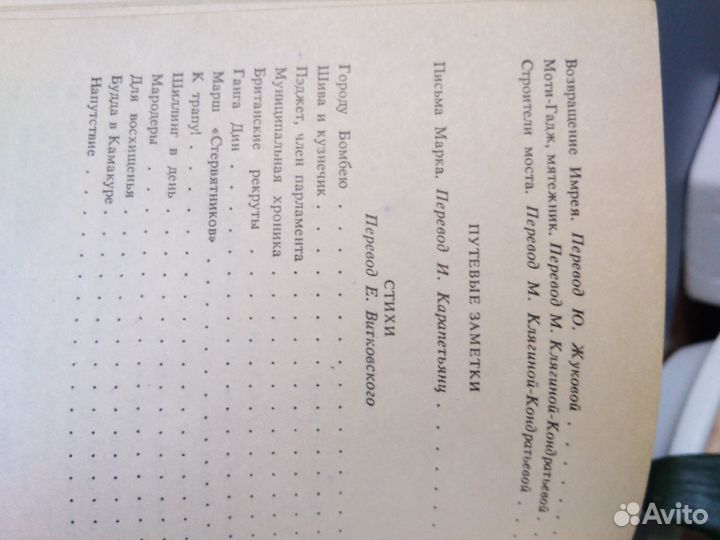 Возвращение Имрея. Перевод Ю. Жуковой . . . . .
Моти-Гадж, мятежник. Перевод М. Клягиной-Кондратьевой .
Строители моста. Перевод М. Клягиной-Кондратьевой . .
ПУТЕВЫЕ ЗАМЕТКИ
Письма Марка. Перевод И. Карапетьянц . . . . . .
СТИХИ
Перевод Е. Витковского
Городу Бомбею . . . . . . . . . . . .
Шива и кузнечик . . . . . . . . . . . .
Пэджет, член парламента . . . . . . . . . .
Муниципальная хроника . . . . . . . . . .
Британские рекруты . . . . . . . . . . .
Ганга Дин . . . . . . . . . . . . .
Марш «Стервятников» . . . . . . . . . . .
К трапу! . . . . . . . . . . . . . .
Шиллинг в день . . . . . . . . . . . .
Мародеры . . . . . . . . . . . . . .
Для восхищенья . . . . . . . . . . . .
Будда в Камакуре . . . . . . . . . . . .
Напутствие . . . . . . . . . . . . .
Avito